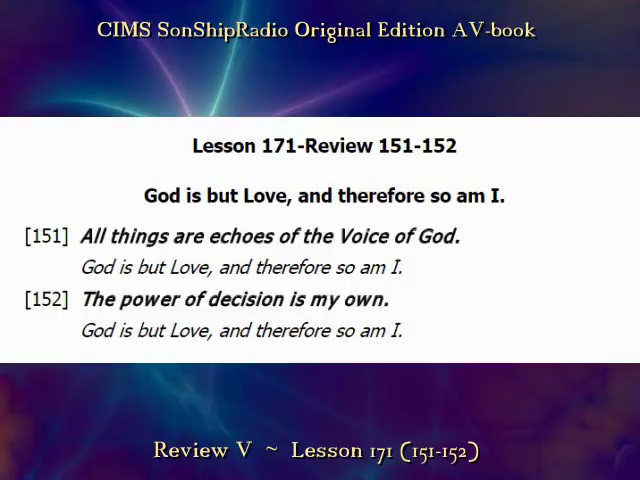 CIMS SonShipRadio Original Edition AV-book
Lesson 171-Review 151-152
God is but Love, and therefore so am I.
[151] All things are echoes of the Voice of God.
God is but Love, and therefore so am I.
[152] The power of decision is my own.
God is but Love, and therefore so am I.
Review V ~ Lesson 171 (151-152)